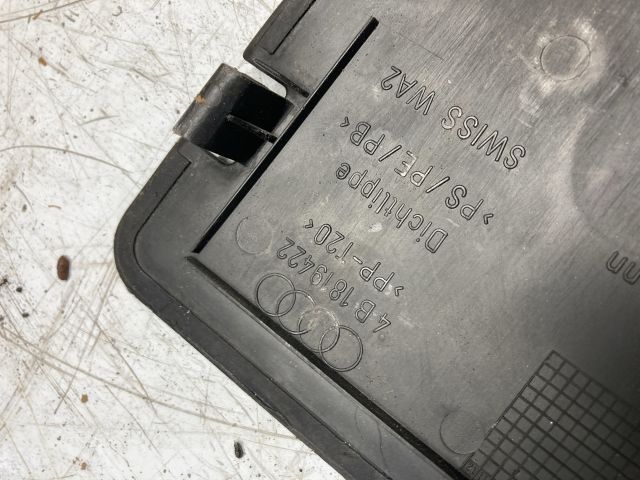 4B1819422
>PP-T20<
Dichtlippe
>PS/PE/PB<
SWISS WA2